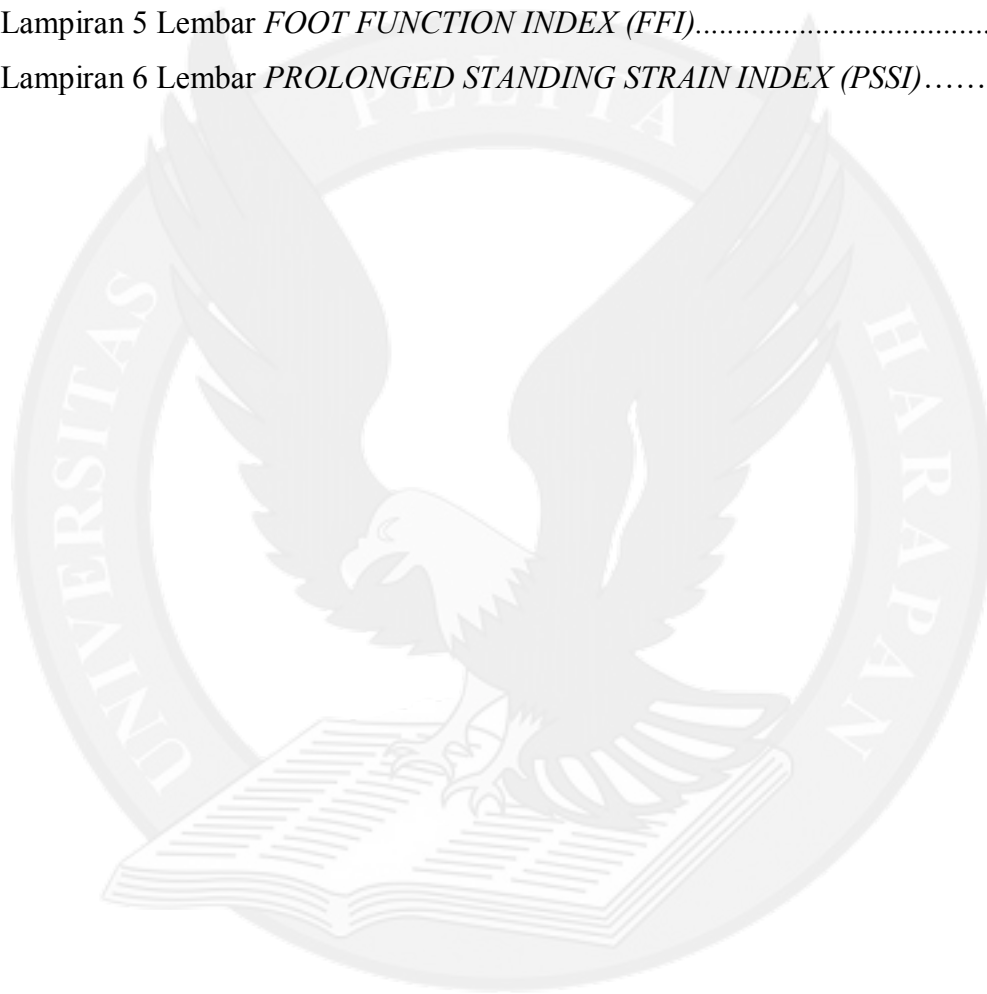 Lampiran 5 Lembar FOOT FUNCTION INDEX (FFI).....................................
Lampiran 6 Lembar PROLONGED STANDING STRAIN INDEX (PSSI)……
UNIVERSITAS PELITA HARAPAN